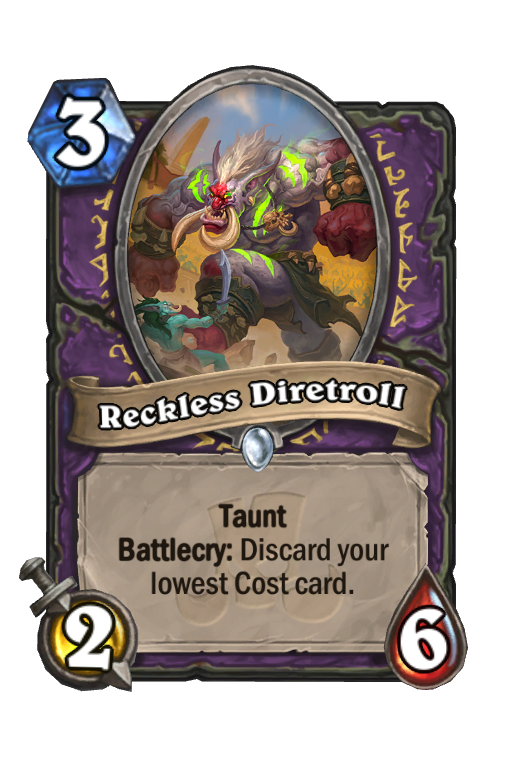 3
Reckless Diretroll
Taunt
Battlecry: Discard your
lowest Cost card.
2
6